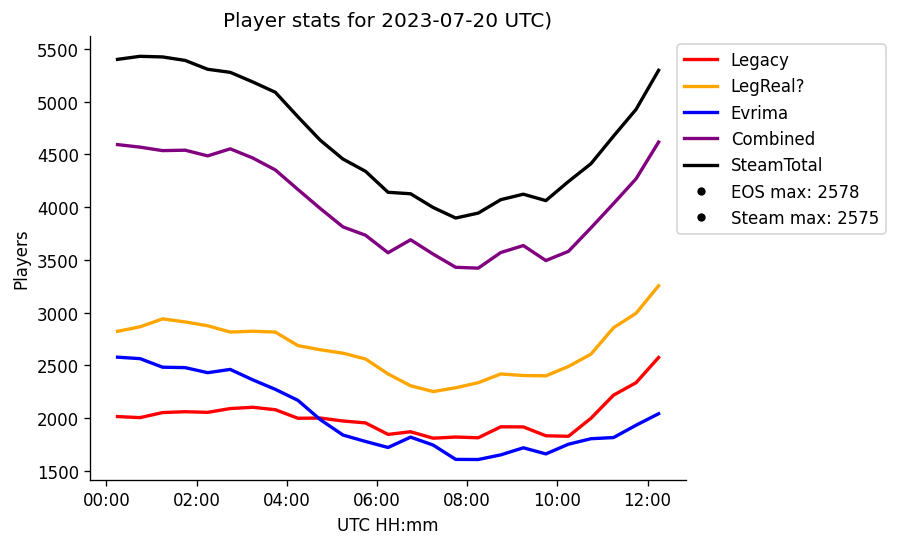 Player stats for 2023-07-20 UTC)
Players
5500
5000
4500
4000
3500
3000
2500
2000
1500
00:00 02:00 04:00 06:00 08:00 10:00 12:00
UTC HH:mm
Legacy
LegReal?
Evrima
Combined
SteamTotal
EOS max: 2578
Steam max: 2575